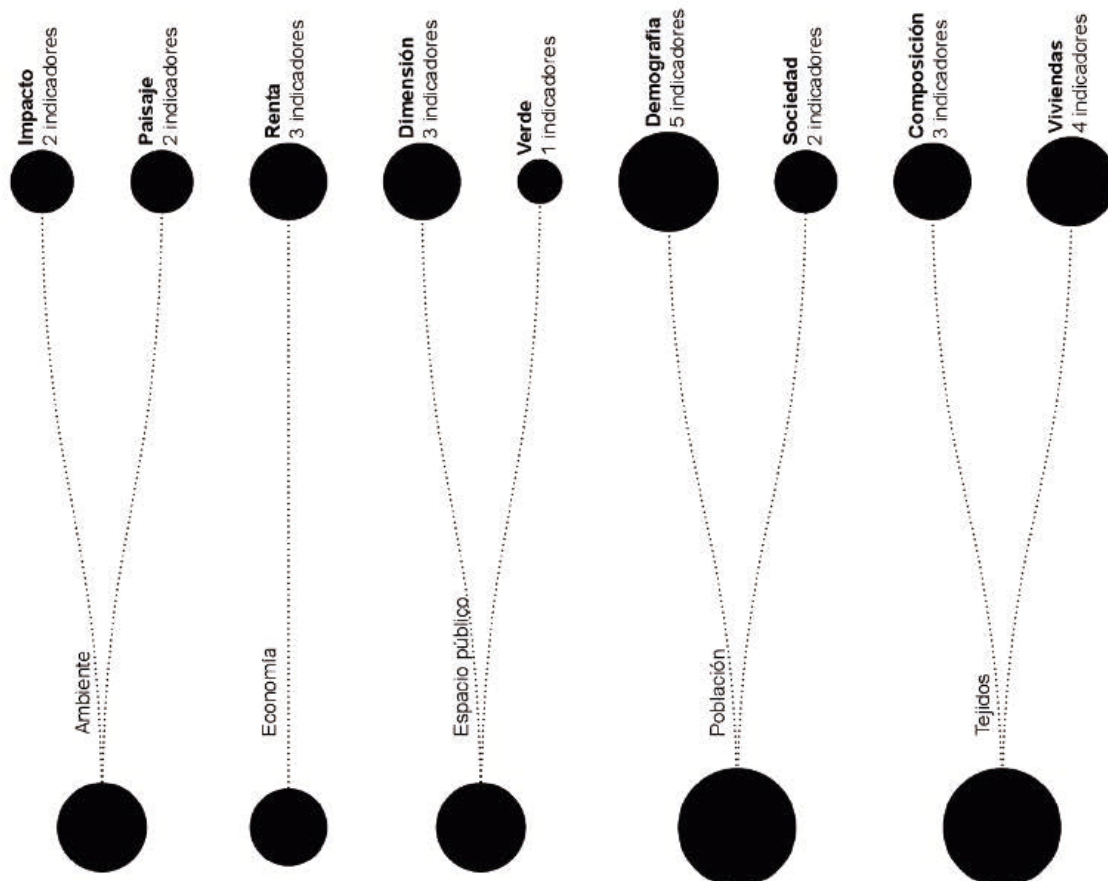 Impacto
2 indicadores
Paisaje
2 indicadores
Renta
3 indicadores
Dimensión
3 indicadores
Verde
1 indicadores
Demografia
5 indicadores
Sociedad
2 indicadores
Composición
3 indicadores
Viviendas
4 indicadores
Ambiente
Economía
Espacio público
Población
Tejidos